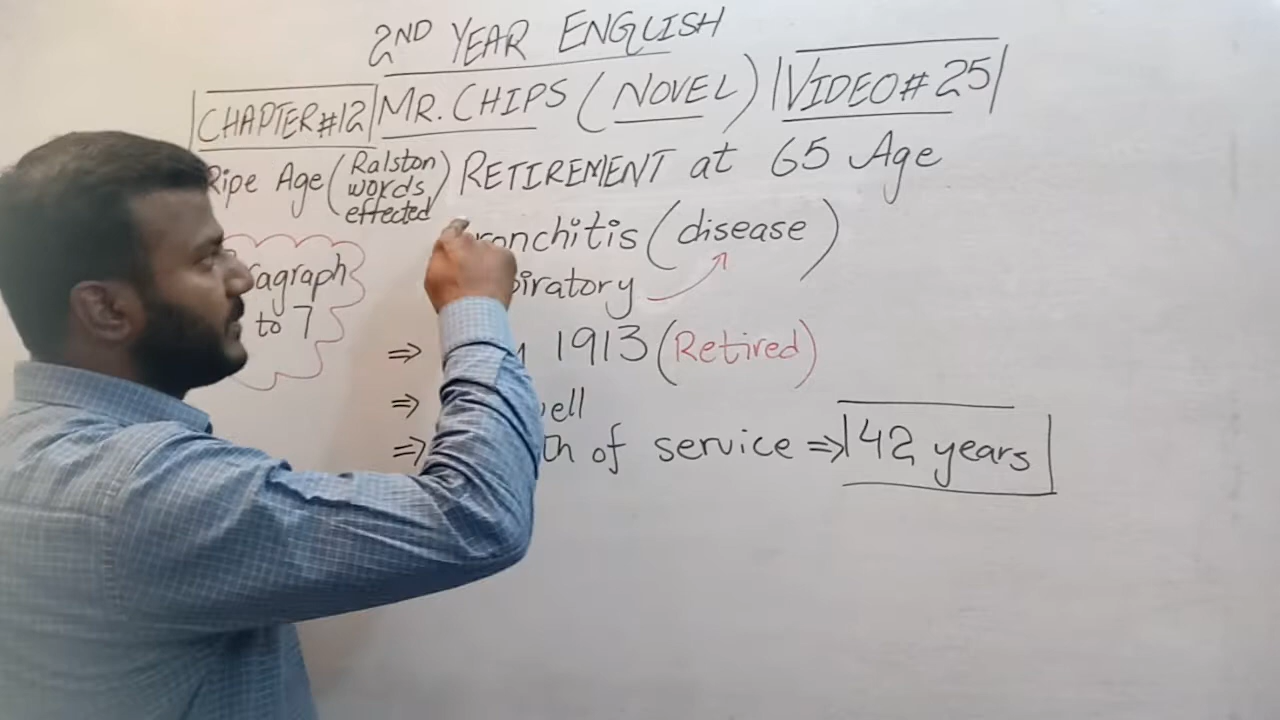 2ND YEAR ENGLISH
CHAPTER #12 MR. CHIPS (NOVEL) VIDEO # 25
Ripe Age (Ralston words effected) RETIREMENT at 65 Age
ronchitis (disease)
agraph
piratory
to 7
⇒ 1913 (Retired)
⇒ ell
⇒ of service ⇒ 42 years